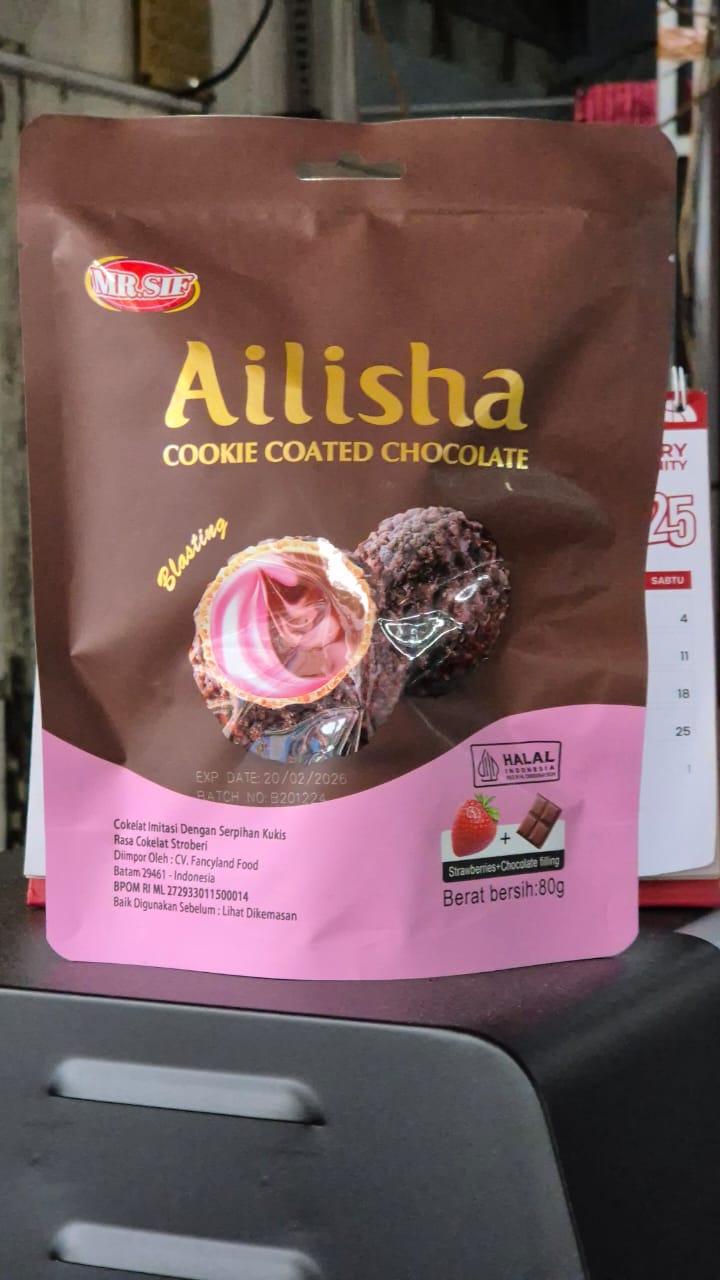 MR.SIF
Ailisha
COOKIE COATED CHOCOLATE
Blasting
EXP DATE: 20/02/2026
BATCH NO: B201224
HALAL
INDONESIA
Strawberries+Chocolate filling
Berat bersih:80g
Cokelat Imitasi Dengan Serpihan Kukis
Rasa Cokelat Stroberi
Diimpor Oleh : CV. Fancyland Food
Batam 29461 - Indonesia
BPOM RI ML 272933011500014
Baik Digunakan Sebelum : Lihat Dikemasan
25
SABTU
4
11
18
25
1